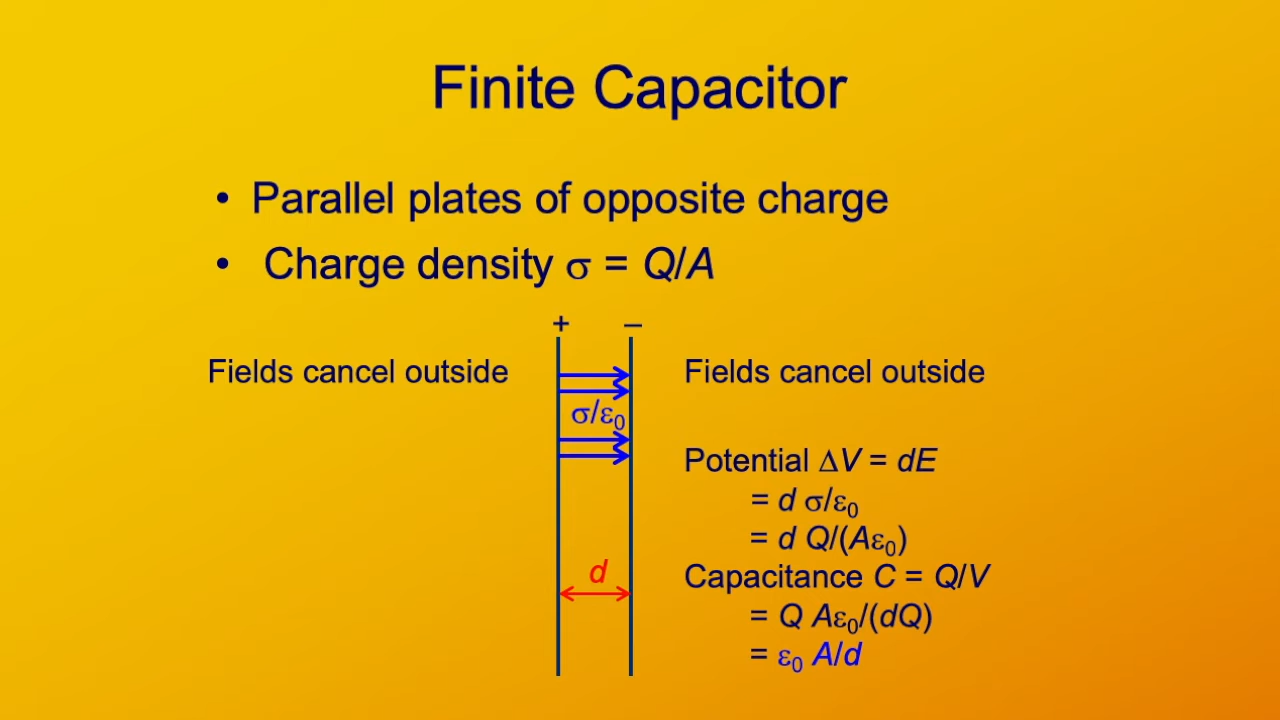 Finite Capacitor
• Parallel plates of opposite charge
• Charge density σ = Q/A
+ –
Fields cancel outside
Fields cancel outside
σ/ε₀
Potential ΔV = dE
= d σ/ε₀
= d Q/(Aε₀)
d
Capacitance C = Q/V
= Q Aε₀/(dQ)
= ε₀ A/d